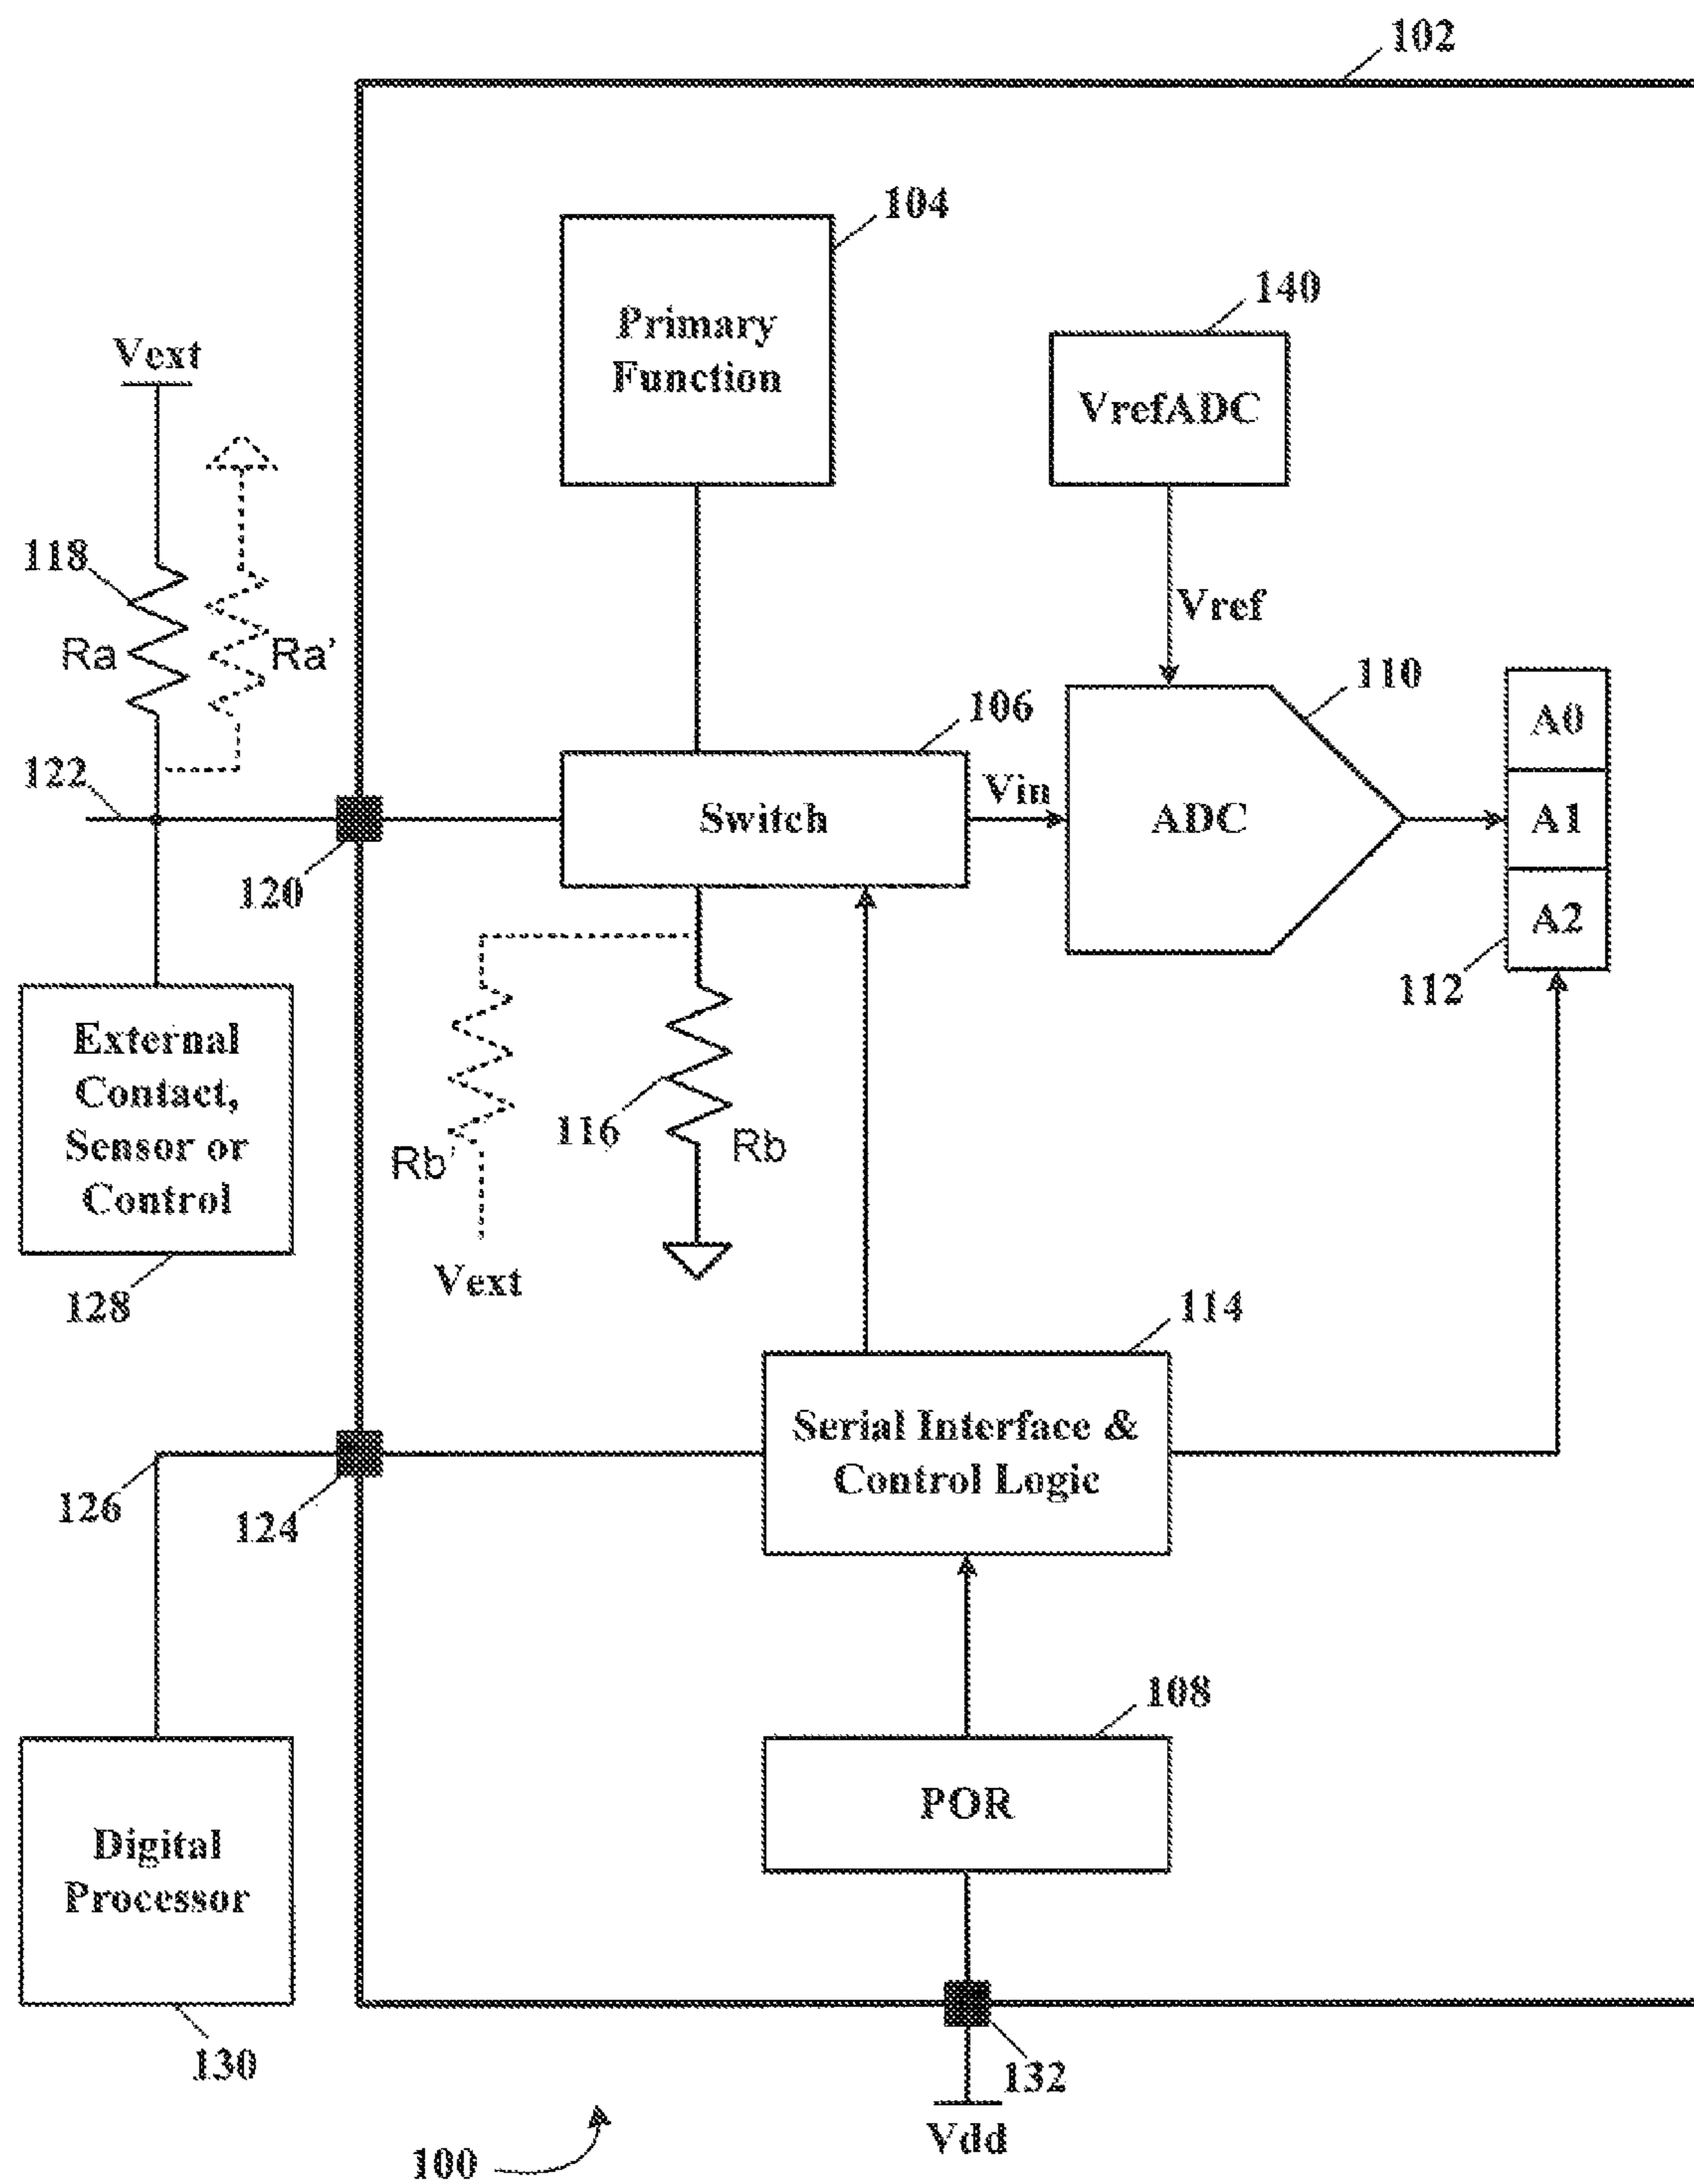 102
104
Primary
Function
140
VrefADC
Vext
118
Ra
Ra'
Vref
110
106
122
Switch
Vin
ADC
A0
A1
A2
120
112
External
Contact,
Sensor or
Control
116
Rb'
Rb
Vext
128
114
Serial Interface &
Control Logic
126
124
108
POR
Digital
Processor
130
132
Vdd
100